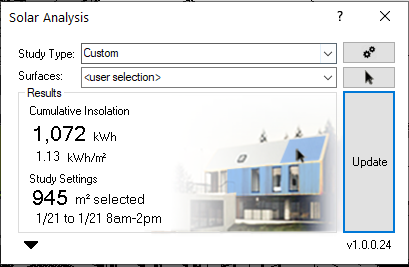 Solar Analysis
? ×
Study Type: Custom
Surfaces: <user selection>
Results
Cumulative Insolation
1,072 kWh
1.13 kWh/m²
Study Settings
945 m² selected
1/21 to 1/21 8am-2pm
Update
v1.0.0.24